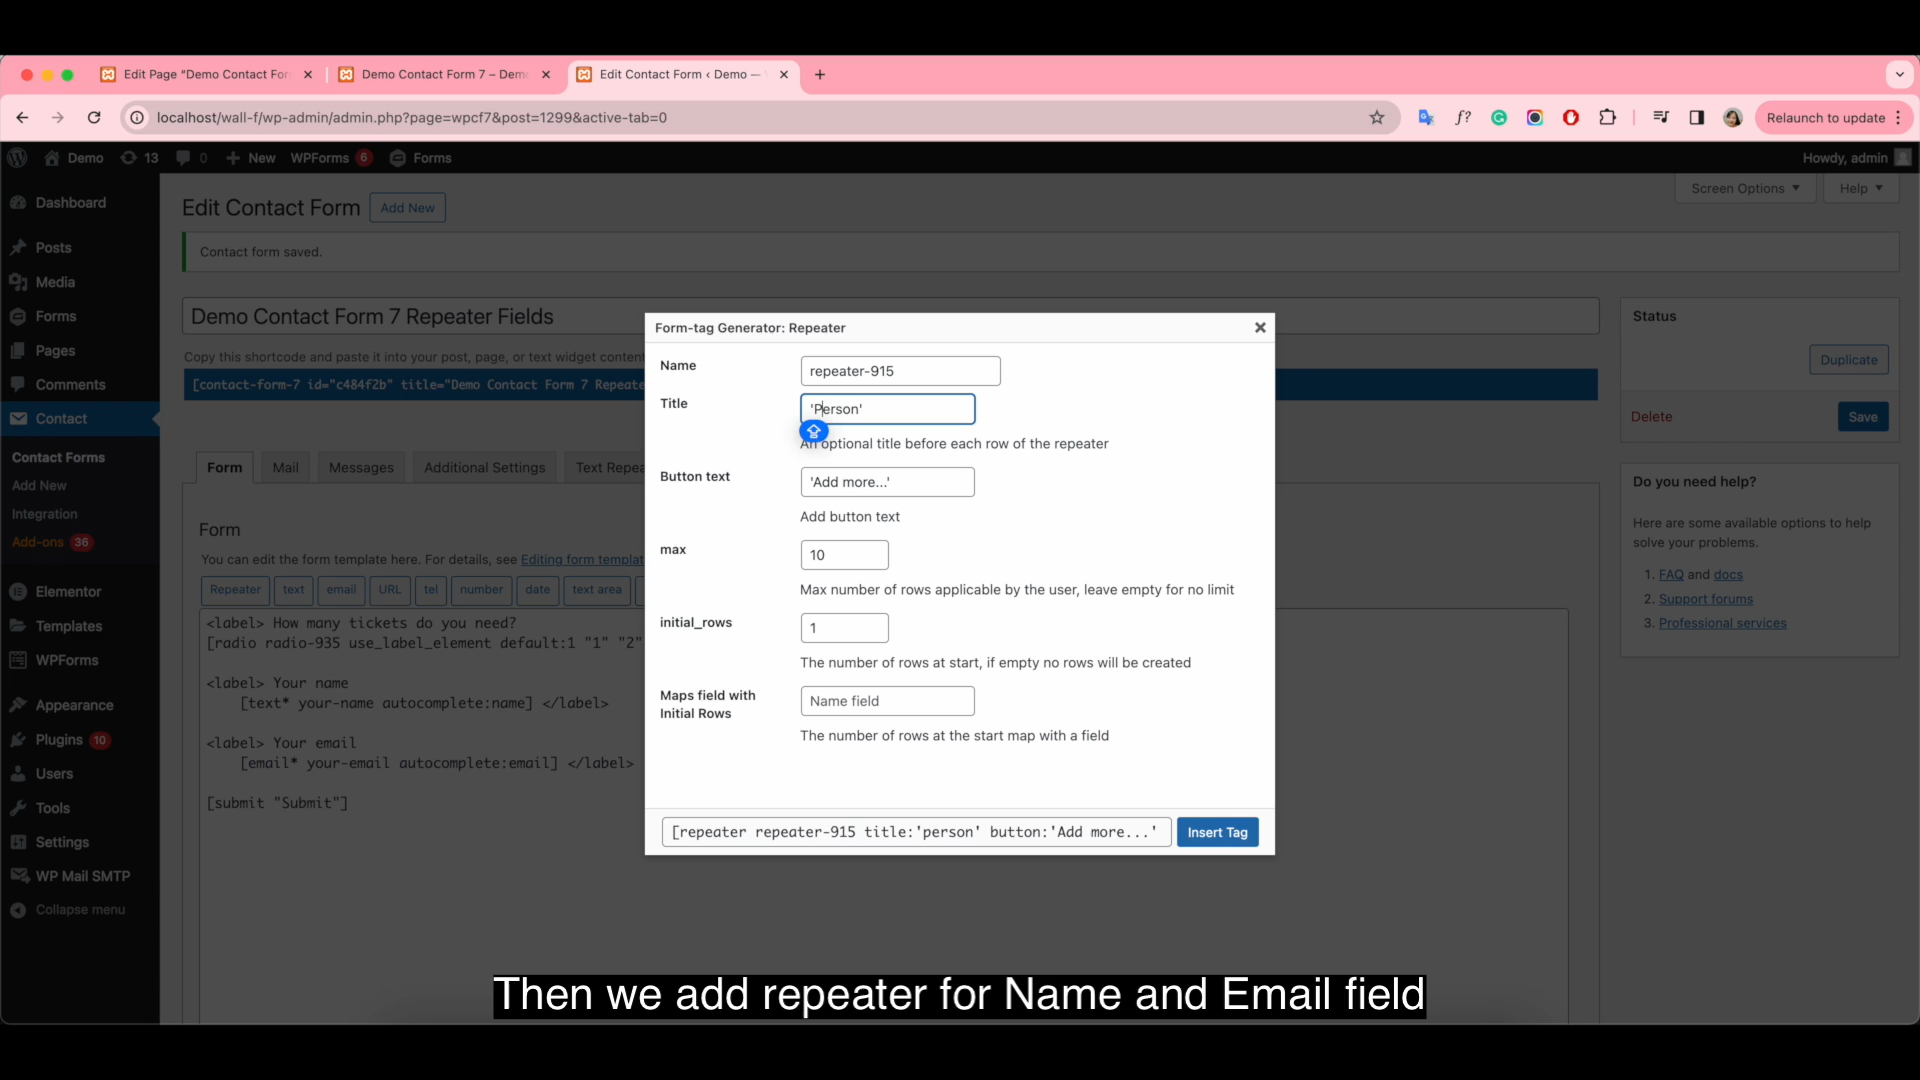 Edit Page "Demo Contact For
Demo Contact Form 7 – Dem
Edit Contact Form ‹ Demo —
localhost/wall-f/wp-admin/admin.php?page=wpcf7&post=1299&active-tab=0
f?
Relaunch to update
Demo 13 0 New WPForms 6 Forms
Howdy, admin
Dashboard
Posts
Media
Forms
Pages
Comments
Contact
Contact Forms
Add New
Integration
Add-ons 36
Elementor
Templates
WPForms
Appearance
Plugins 10
Users
Tools
Settings
WP Mail SMTP
Collapse menu
Screen Options
Help
Edit Contact Form
Add New
Contact form saved.
Demo Contact Form 7 Repeater Fields
Copy this shortcode and paste it into your post, page, or text widget content
[contact-form-7 id="c484f2b" title="Demo Contact Form 7 Repeate
Form Mail Messages Additional Settings Text Repea
Form
You can edit the form template here. For details, see Editing form templat
Repeater text email URL tel number date text area
<label> How many tickets do you need?
[radio radio-935 use_label_element default:1 "1" "2"
<label> Your name
[text* your-name autocomplete:name] </label>
<label> Your email
[email* your-email autocomplete:email] </label>
[submit "Submit"]
Form-tag Generator: Repeater
Name
repeater-915
Title
'Person'
An optional title before each row of the repeater
Button text
'Add more...'
Add button text
max
10
Max number of rows applicable by the user, leave empty for no limit
initial_rows
1
The number of rows at start, if empty no rows will be created
Maps field with
Initial Rows
Name field
The number of rows at the start map with a field
[repeater repeater-915 title:'person' button:'Add more...'
Insert Tag
Status
Duplicate
Delete
Save
Do you need help?
Here are some available options to help
solve your problems.
1. FAQ and docs
2. Support forums
3. Professional services
Then we add repeater for Name and Email field